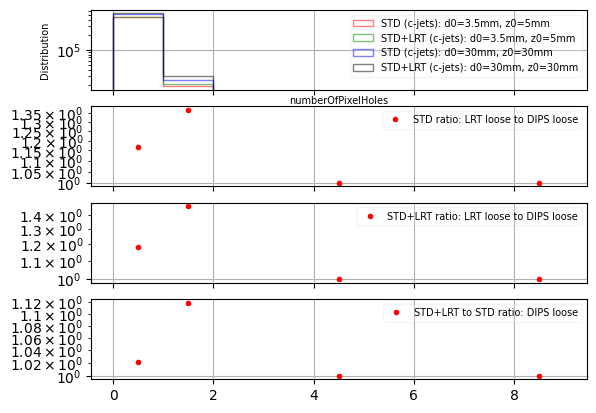 Distribution
10^5
STD (c-jets): d0=3.5mm, z0=5mm
STD+LRT (c-jets): d0=3.5mm, z0=5mm
STD (c-jets): d0=30mm, z0=30mm
STD+LRT (c-jets): d0=30mm, z0=30mm
numberOfPixelHoles
1.35 × 10^0
1.3 × 10^0
1.25 × 10^0
1.2 × 10^0
1.15 × 10^0
1.1 × 10^0
1.05 × 10^0
10^0
STD ratio: LRT loose to DIPS loose
1.4 × 10^0
1.3 × 10^0
1.2 × 10^0
1.1 × 10^0
10^0
STD+LRT ratio: LRT loose to DIPS loose
1.12 × 10^0
1.1 × 10^0
1.08 × 10^0
1.06 × 10^0
1.04 × 10^0
1.02 × 10^0
10^0
STD+LRT to STD ratio: DIPS loose
0 2 4 6 8